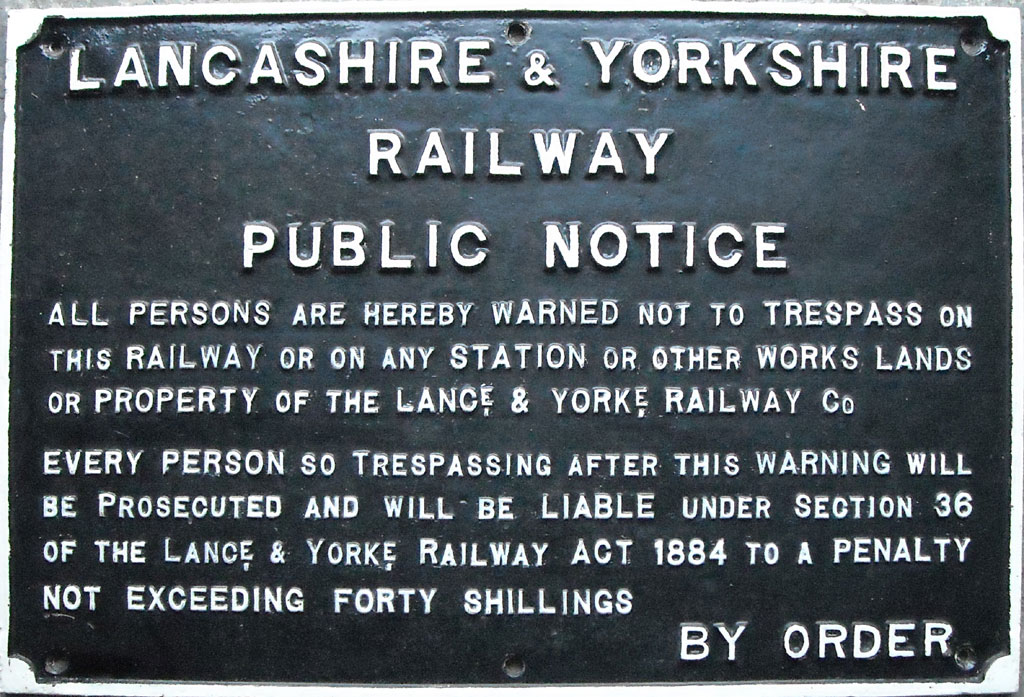 LANCASHIRE & YORKSHIRE
RAILWAY
PUBLIC NOTICE
ALL PERSONS ARE HEREBY WARNED NOT TO TRESPASS ON
THIS RAILWAY OR ON ANY STATION OR OTHER WORKS LANDS
OR PROPERTY OF THE LANCE & YORKE RAILWAY Co
EVERY PERSON SO TRESPASSING AFTER THIS WARNING WILL
BE PROSECUTED AND WILL BE LIABLE UNDER SECTION 36
OF THE LANCE & YORKE RAILWAY ACT 1884 TO A PENALTY
NOT EXCEEDING FORTY SHILLINGS
BY ORDER